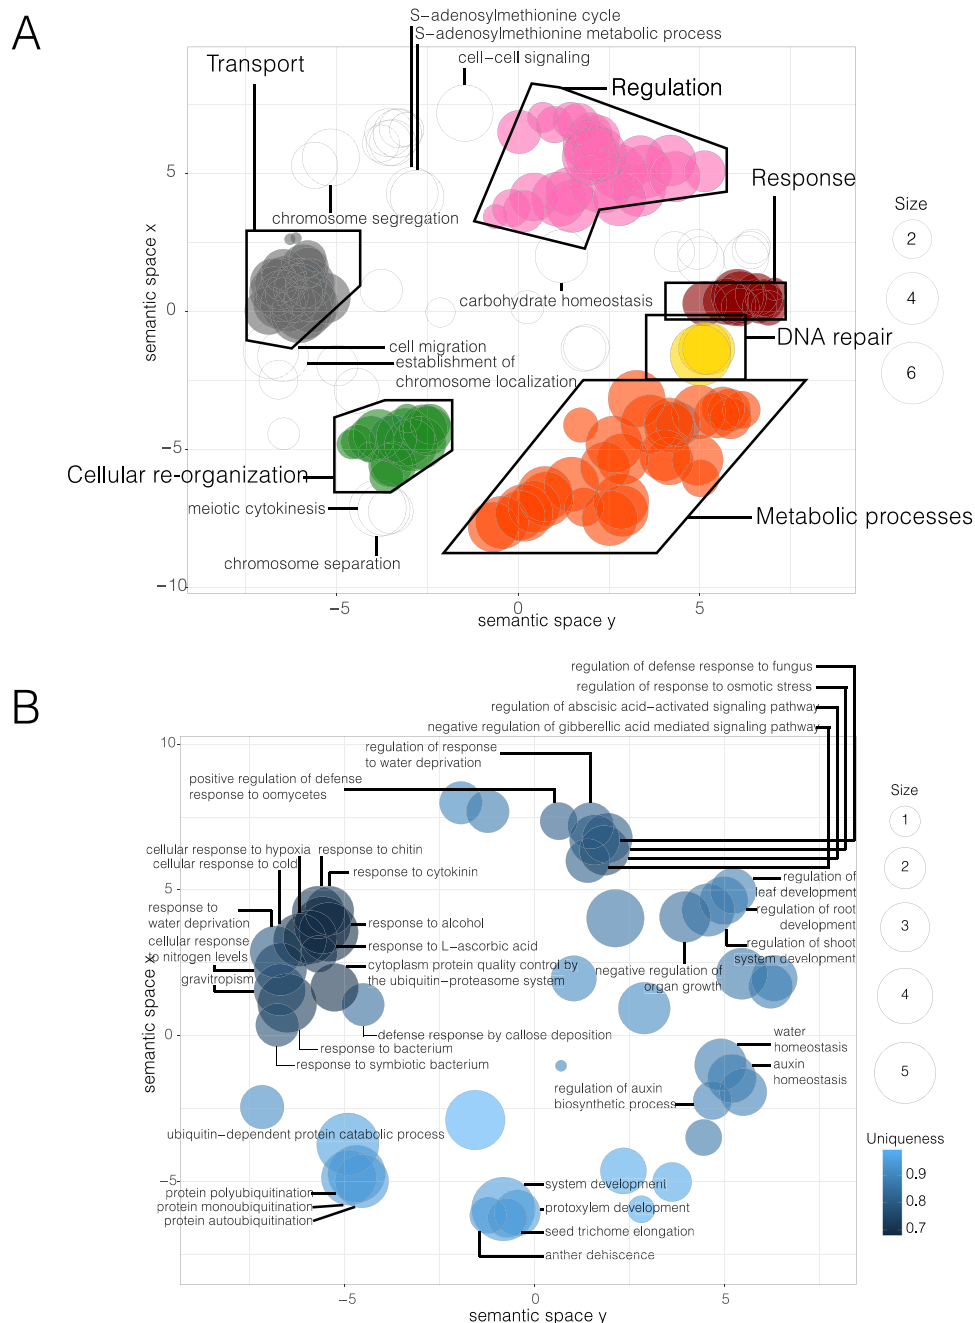 A
S–adenosylmethionine cycle
S–adenosylmethionine metabolic process
cell–cell signaling
Transport
Regulation
Response
chromosome segregation
carbohydrate homeostasis
cell migration
establishment of
chromosome localization
DNA repair
Cellular re-organization
meiotic cytokinesis
chromosome separation
Metabolic processes
5
0
−5
−10
semantic space x
−5
0
5
semantic space y
Size
2
4
6
B
regulation of defense response to fungus
regulation of response to osmotic stress
regulation of abscisic acid–activated signaling pathway
negative regulation of gibberellic acid mediated signaling pathway
regulation of response
to water deprivation
positive regulation of defense
response to oomycetes
cellular response to hypoxia
response to chitin
cellular response to cold
response to cytokinin
response to
water deprivation
response to alcohol
cellular response
to nitrogen levels
response to L–ascorbic acid
gravitropism
cytoplasm protein quality control by
the ubiquitin–proteasome system
defense response by callose deposition
response to bacterium
response to symbiotic bacterium
regulation of
leaf development
regulation of root
development
regulation of shoot
system development
negative regulation of
organ growth
water
homeostasis
auxin
homeostasis
regulation of auxin
biosynthetic process
ubiquitin–dependent protein catabolic process
protein polyubiquitination
protein monoubiquitination
protein autoubiquitination
system development
protoxylem development
seed trichome elongation
anther dehiscence
10
5
0
−5
semantic space x
−5
0
5
semantic space y
Size
1
2
3
4
5
Uniqueness
0.9
0.8
0.7